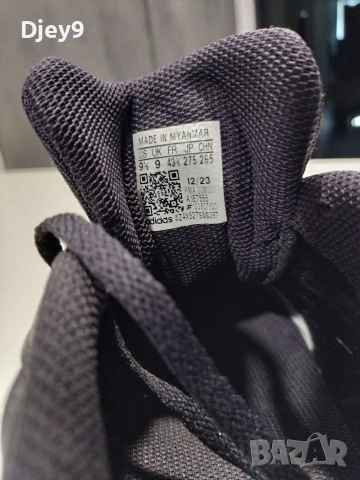 Djey9
MADE IN MYANMAR
US UK FR JP CHN
9½ 9 43⅓ 275 265
12/23
adidas
BAZAR